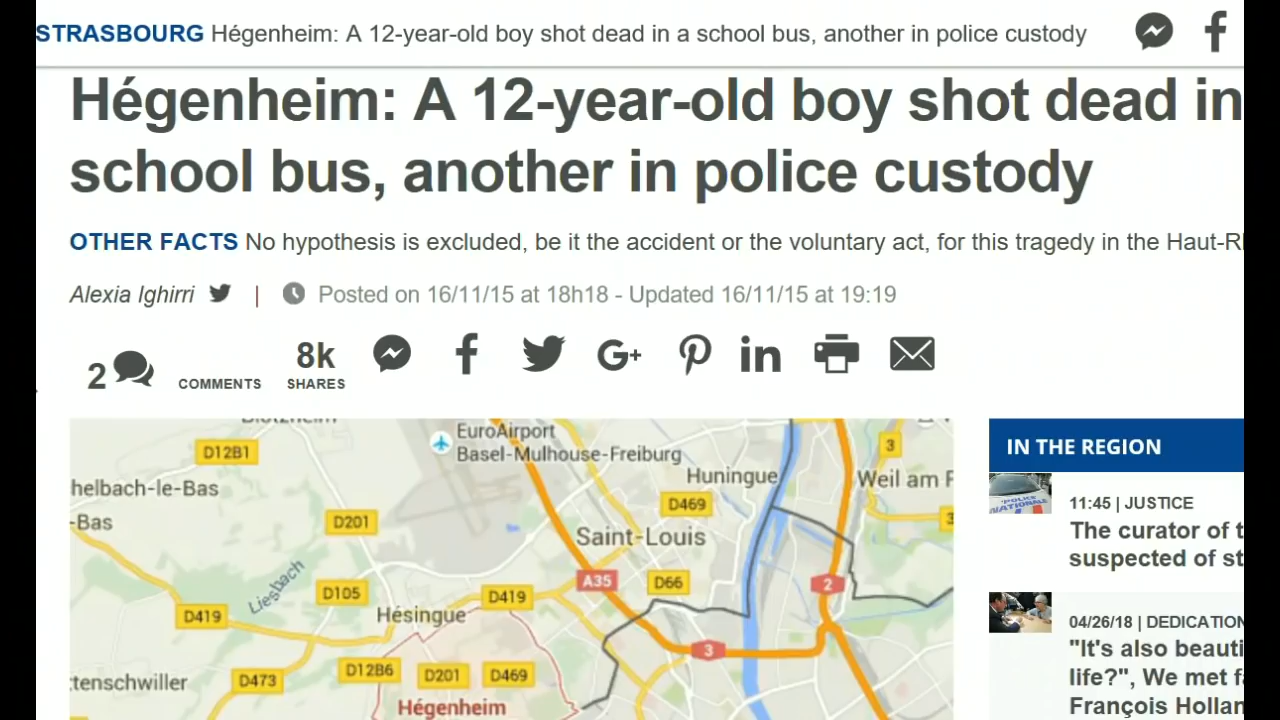 STRASBOURG Hégenheim: A 12-year-old boy shot dead in a school bus, another in police custody
Hégenheim: A 12-year-old boy shot dead in
school bus, another in police custody
OTHER FACTS No hypothesis is excluded, be it the accident or the voluntary act, for this tragedy in the Haut-R
Alexia Ighirri | Posted on 16/11/15 at 18h18 - Updated 16/11/15 at 19:19
2 COMMENTS
8k SHARES
G+
in
EuroAirport
Basel-Mulhouse-Freiburg
D12B1
3
Huningue
Weil am F
helbach-le-Bas
D469
-Bas
D201
3
Saint-Louis
Liesbach
A35
D66
2
D105
D419
D419
Hésingue
3
D12B6
D201
D469
tenschwiller
D473
Hégenheim
IN THE REGION
11:45 | JUSTICE
The curator of t
suspected of st
04/26/18 | DEDICATION
"It's also beauti
life?", We met f
François Hollan